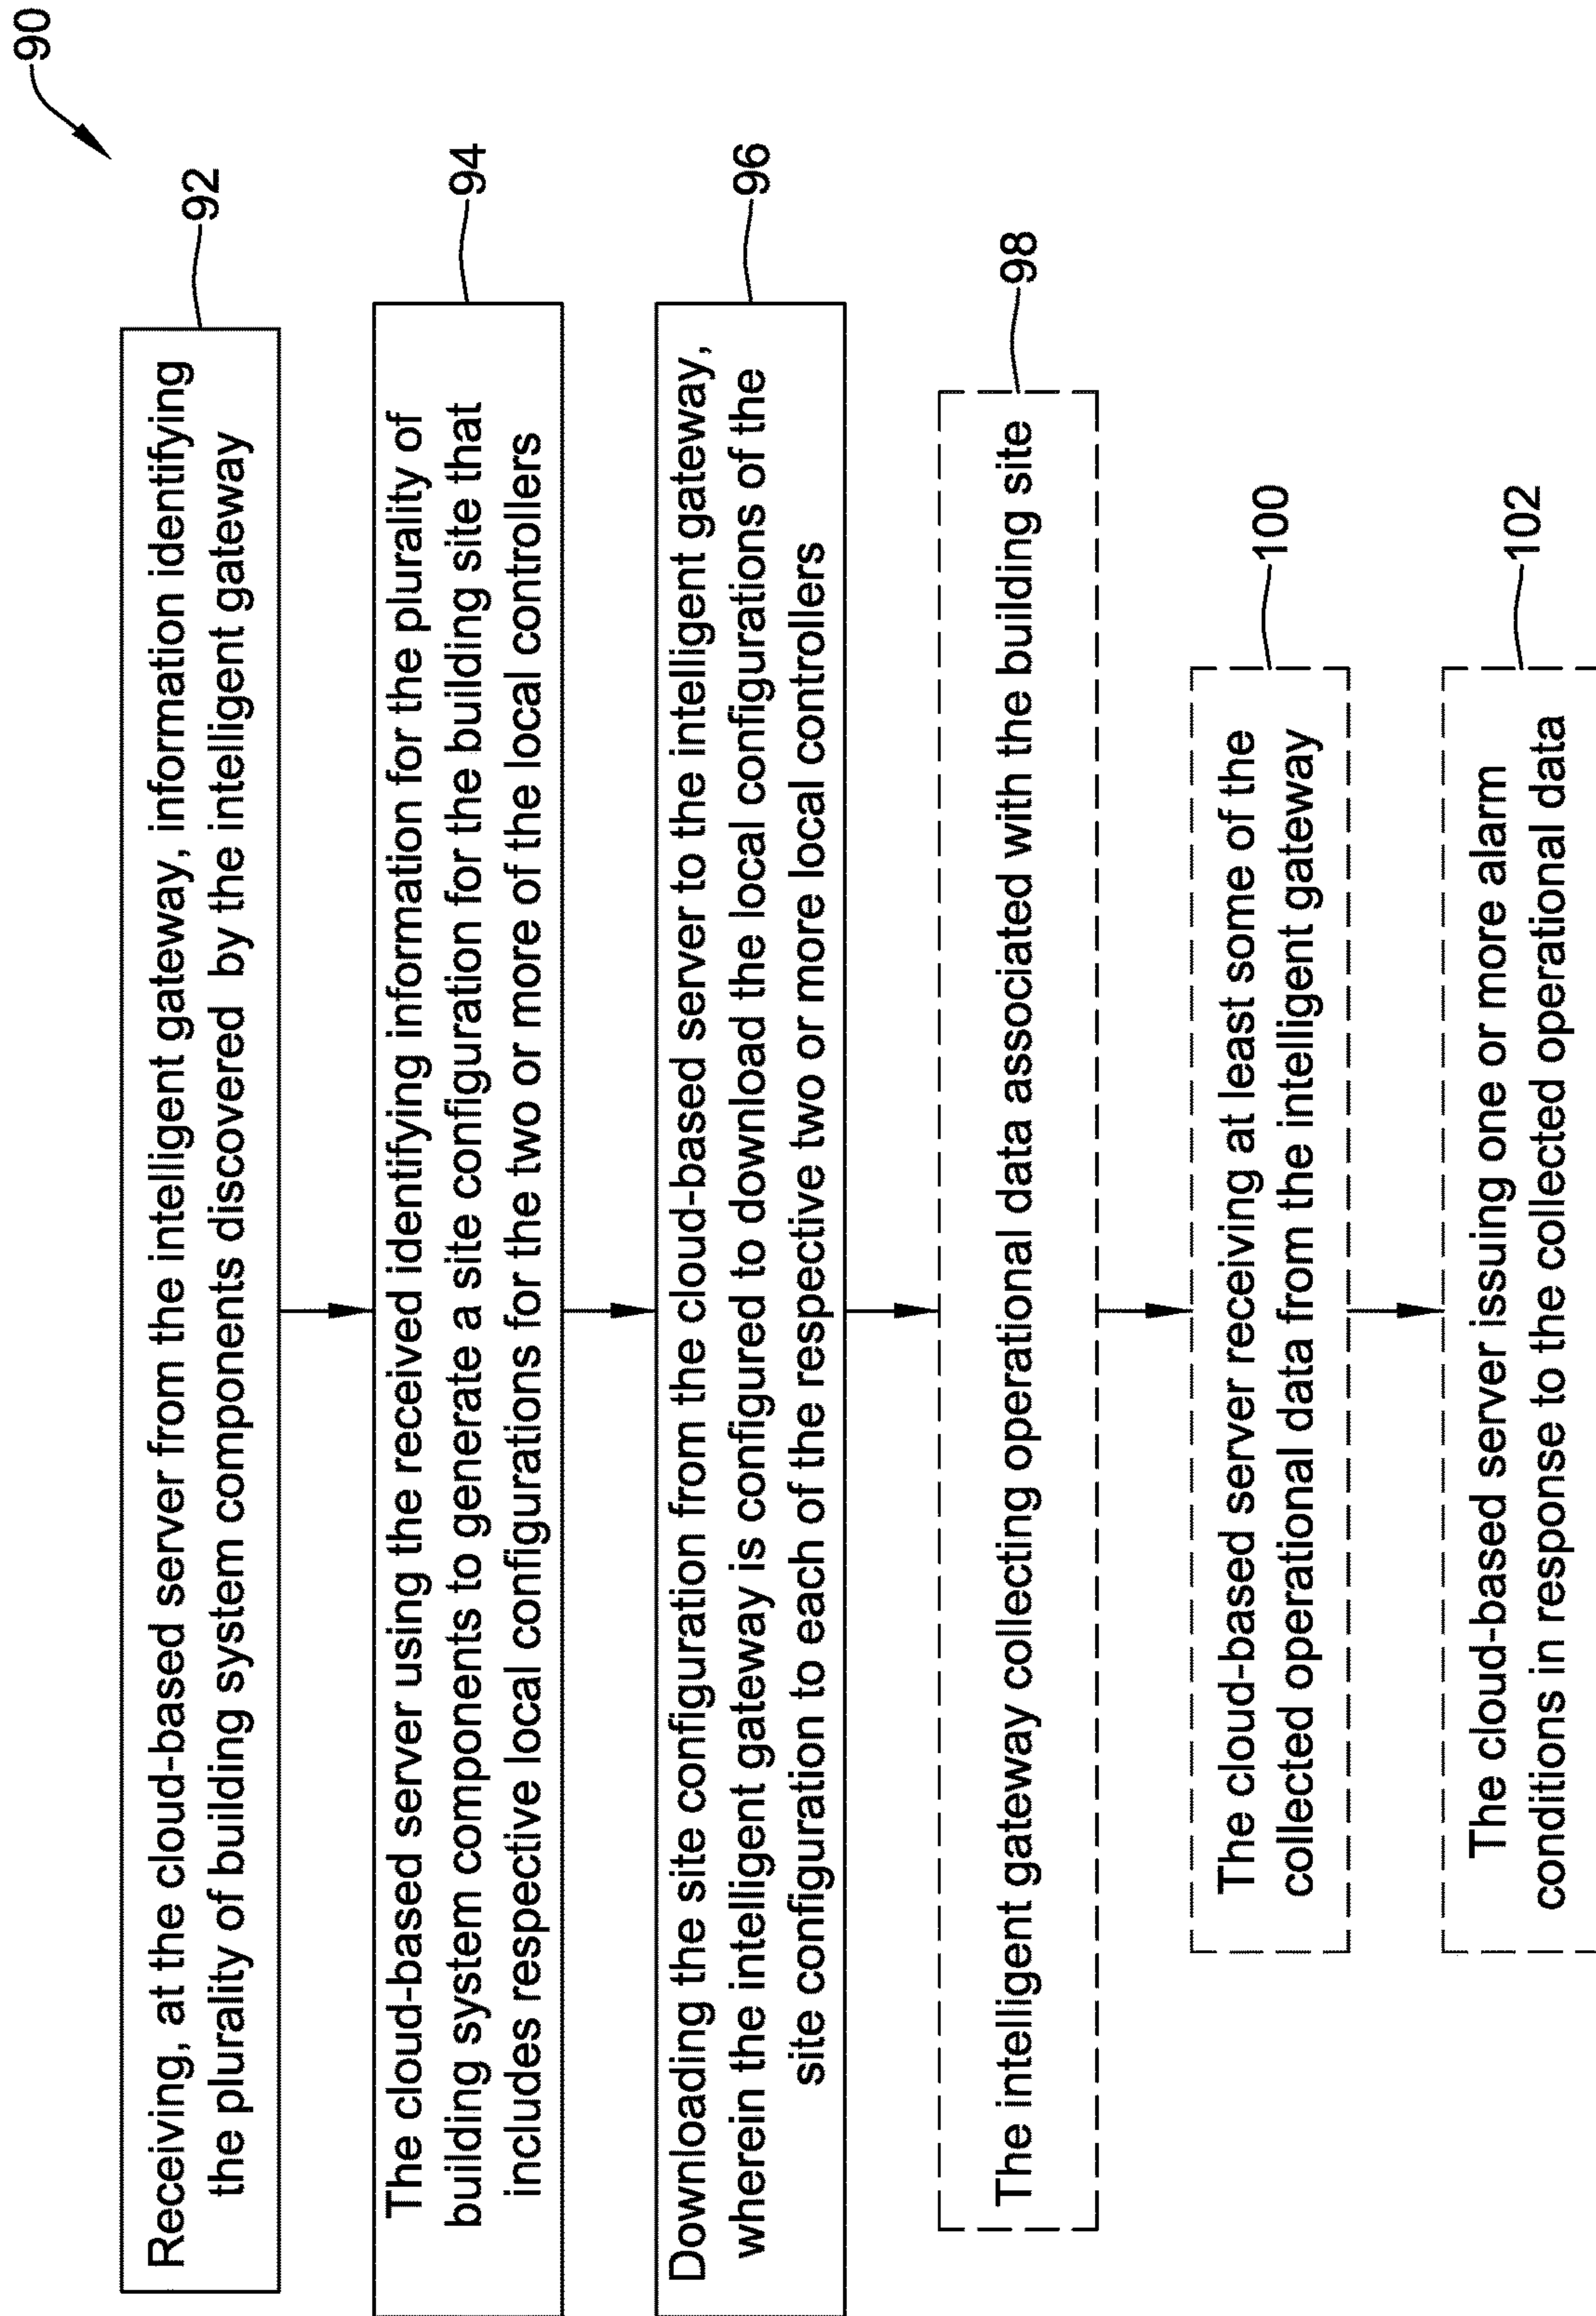 90
Receiving, at the cloud-based server from the intelligent gateway, information identifying
the plurality of building system components discovered by the intelligent gateway
92
The cloud-based server using the received identifying information for the plurality of
building system components to generate a site configuration for the building site that
includes respective local configurations for the two or more of the local controllers
94
Downloading the site configuration from the cloud-based server to the intelligent gateway,
wherein the intelligent gateway is configured to download the local configurations of the
site configuration to each of the respective two or more local controllers
96
The intelligent gateway collecting operational data associated with the building site
98
The cloud-based server receiving at least some of the
collected operational data from the intelligent gateway
100
The cloud-based server issuing one or more alarm
conditions in response to the collected operational data
102